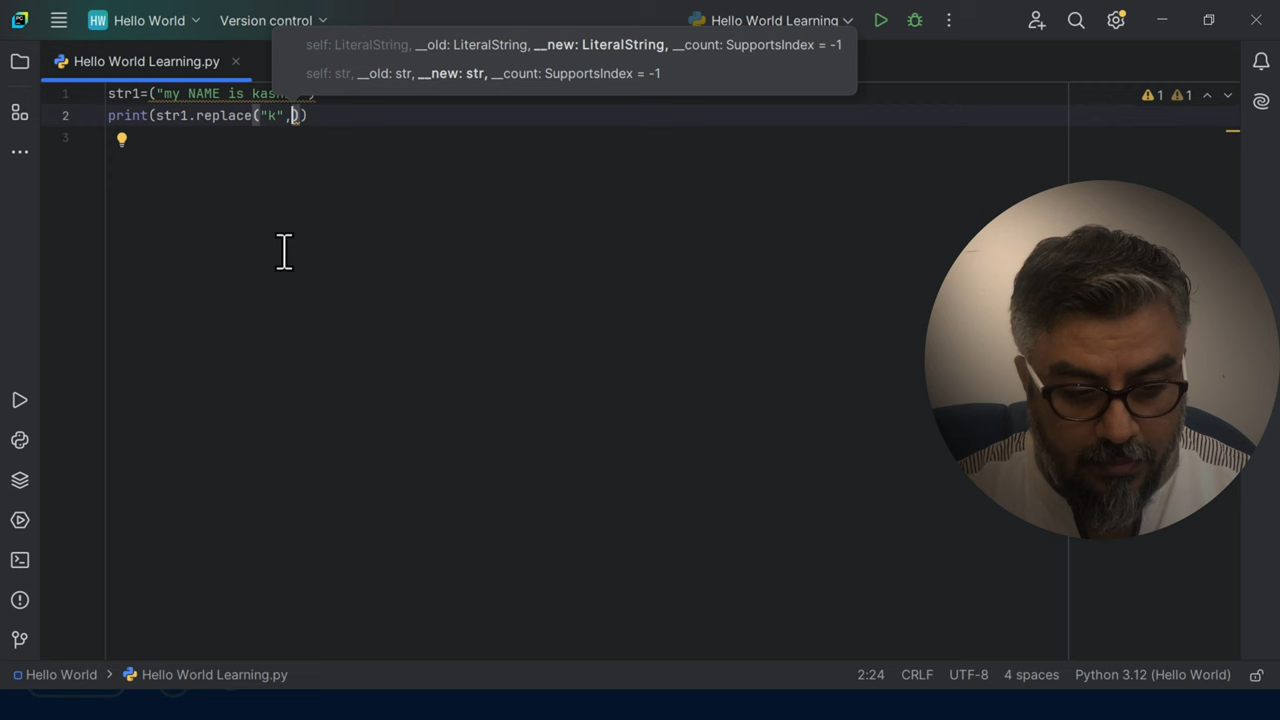 HW Hello World Version control Hello World Learning
self: LiteralString, __old: LiteralString, __new: LiteralString, __count: SupportsIndex = -1
Hello World Learning.py
self: str, __old: str, __new: str, __count: SupportsIndex = -1
1 str1=("my NAME is 1 1
2 print(str1.replace("k",))
3
Hello World Hello World Learning.py 2:24 CRLF UTF-8 4 spaces Python 3.12 (Hello World)